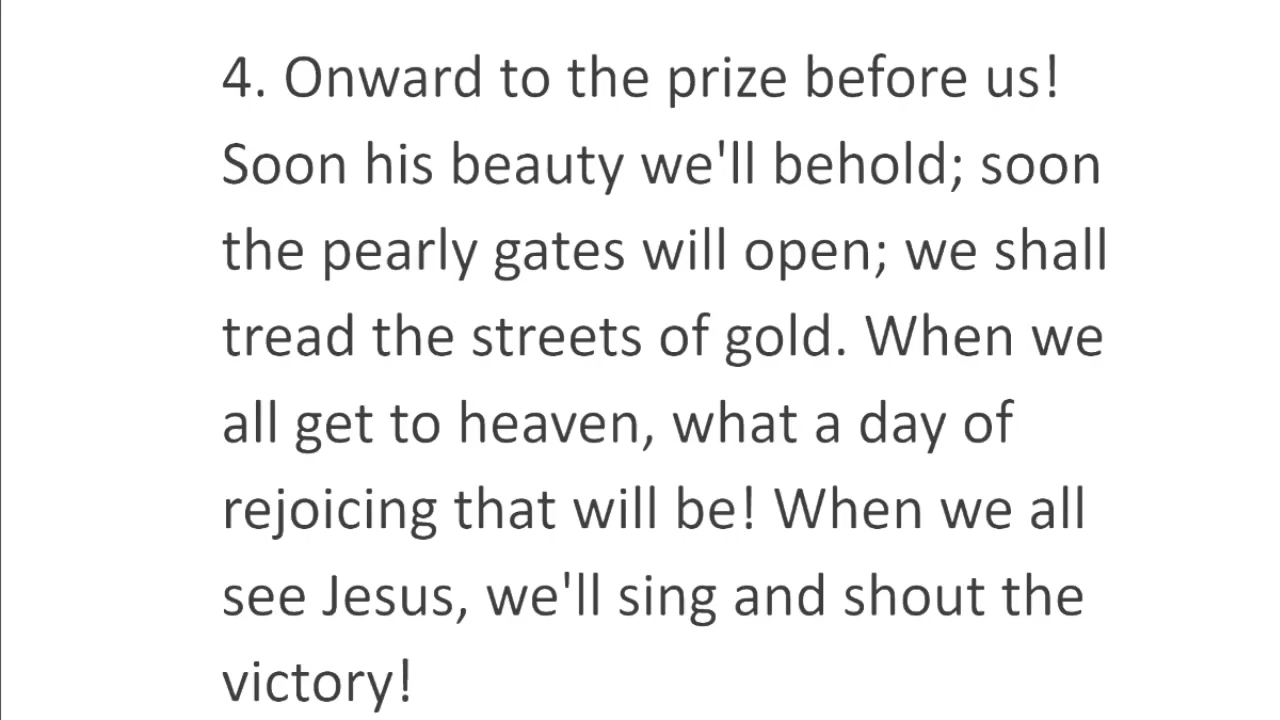 4. Onward to the prize before us!
Soon his beauty we'll behold; soon
the pearly gates will open; we shall
tread the streets of gold. When we
all get to heaven, what a day of
rejoicing that will be! When we all
see Jesus, we'll sing and shout the
victory!